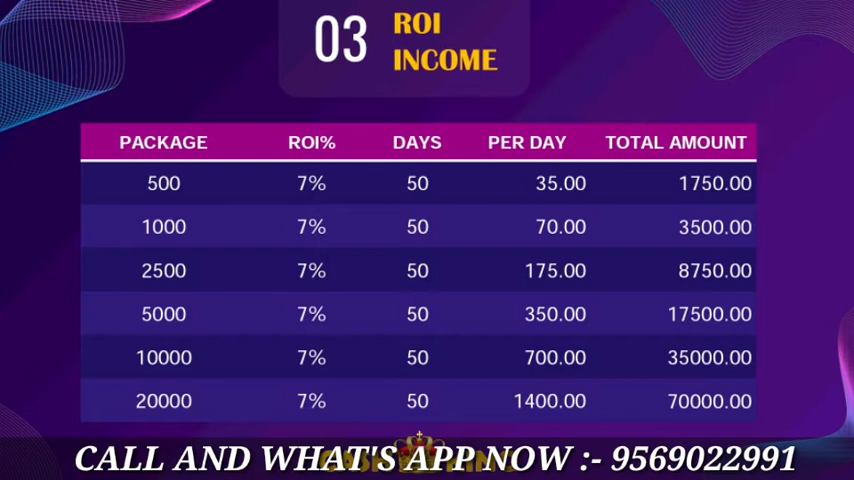 03
ROI
INCOME
PACKAGE ROI% DAYS PER DAY TOTAL AMOUNT
500 7% 50 35.00 1750.00
1000 7% 50 70.00 3500.00
2500 7% 50 175.00 8750.00
5000 7% 50 350.00 17500.00
10000 7% 50 700.00 35000.00
20000 7% 50 1400.00 70000.00
CALL AND WHAT'S APP NOW :- 9569022991